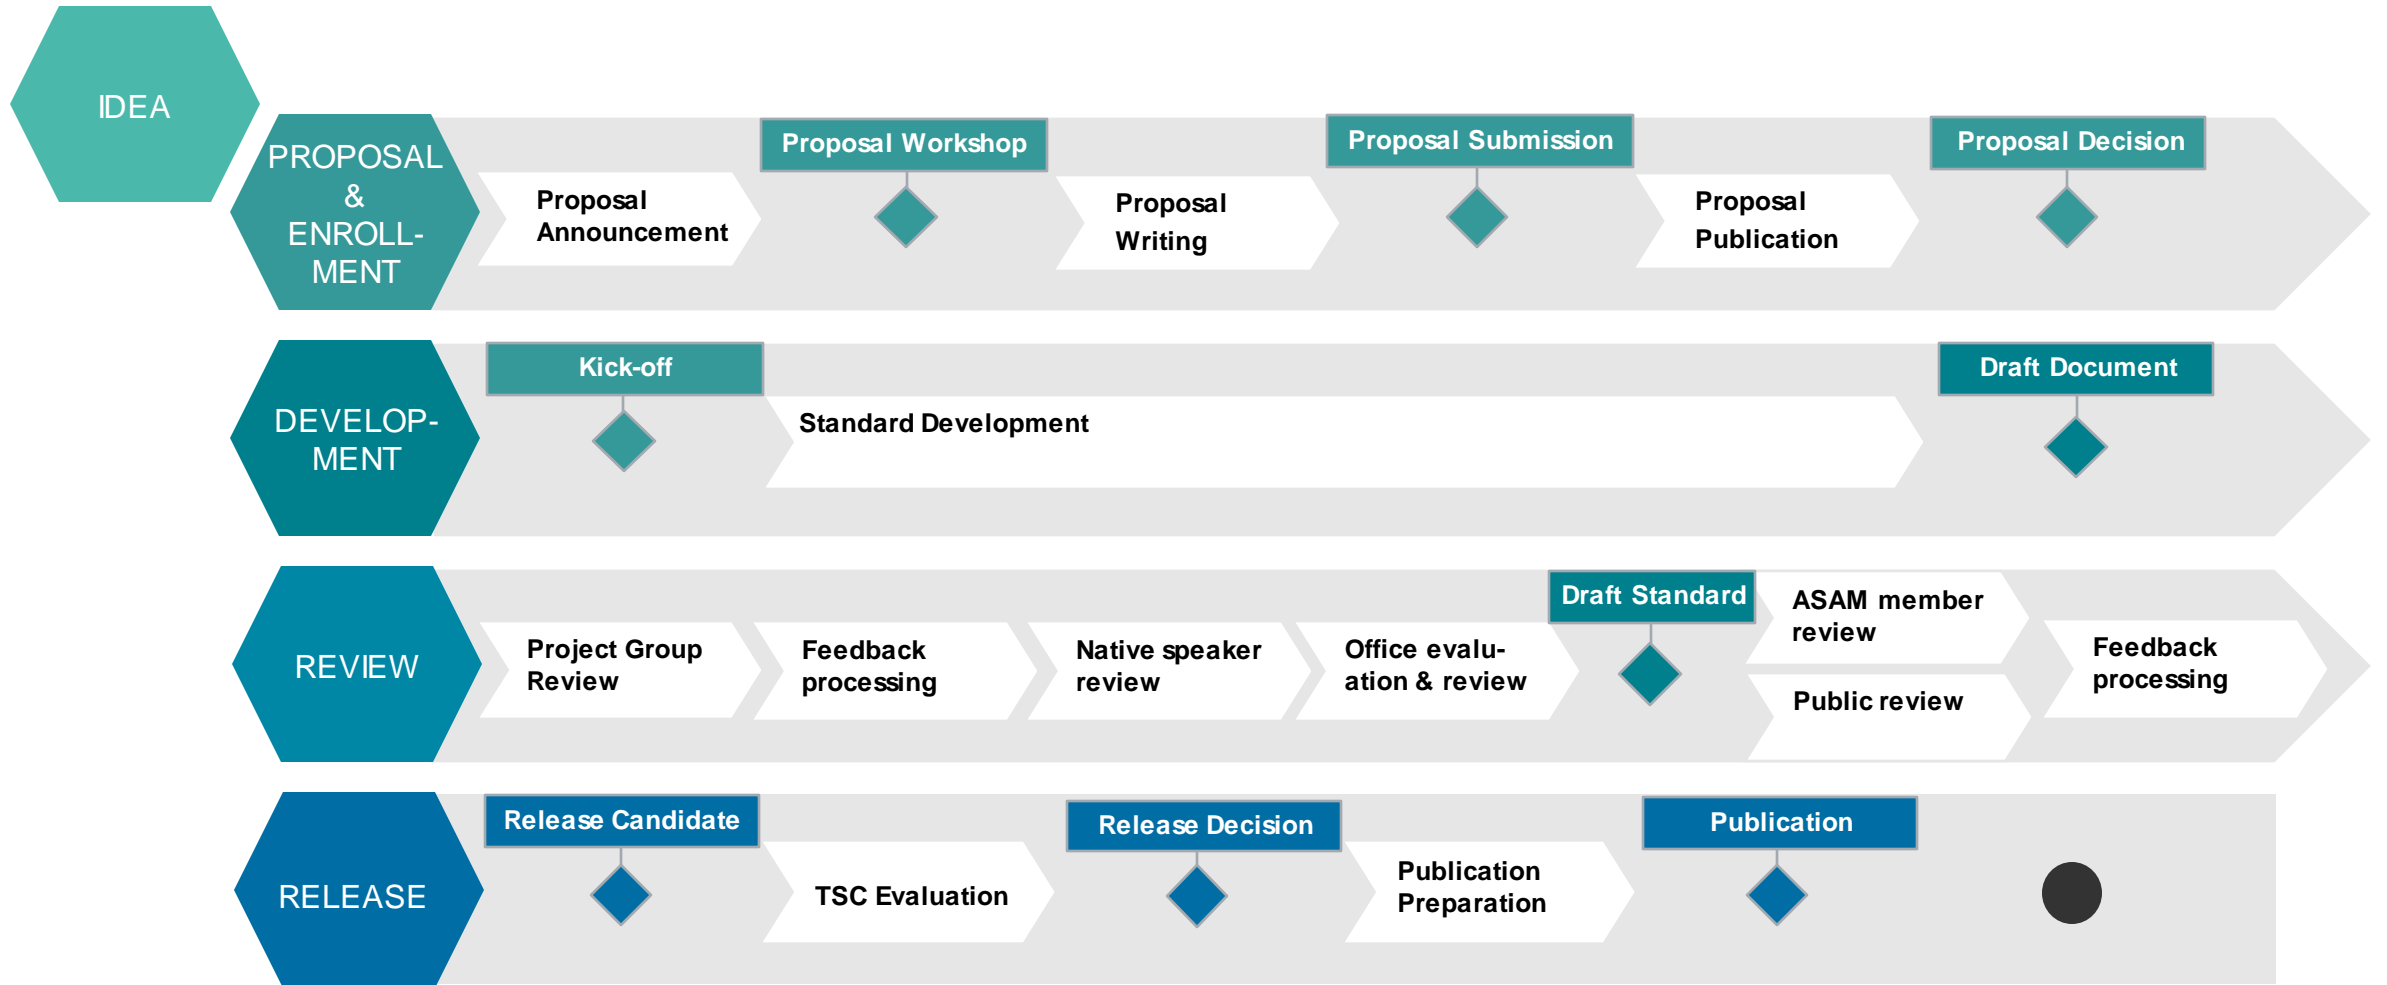 IDEA
PROPOSAL
&
ENROLL-
MENT
Proposal
Announcement
Proposal Workshop
Proposal
Writing
Proposal Submission
Proposal
Publication
Proposal Decision
DEVELOP-
MENT
Kick-off
Standard Development
Draft Document
REVIEW
Project Group
Review
Feedback
processing
Native speaker
review
Office evalu-
ation & review
Draft Standard
ASAM member
review
Public review
Feedback
processing
RELEASE
Release Candidate
TSC Evaluation
Release Decision
Publication
Preparation
Publication